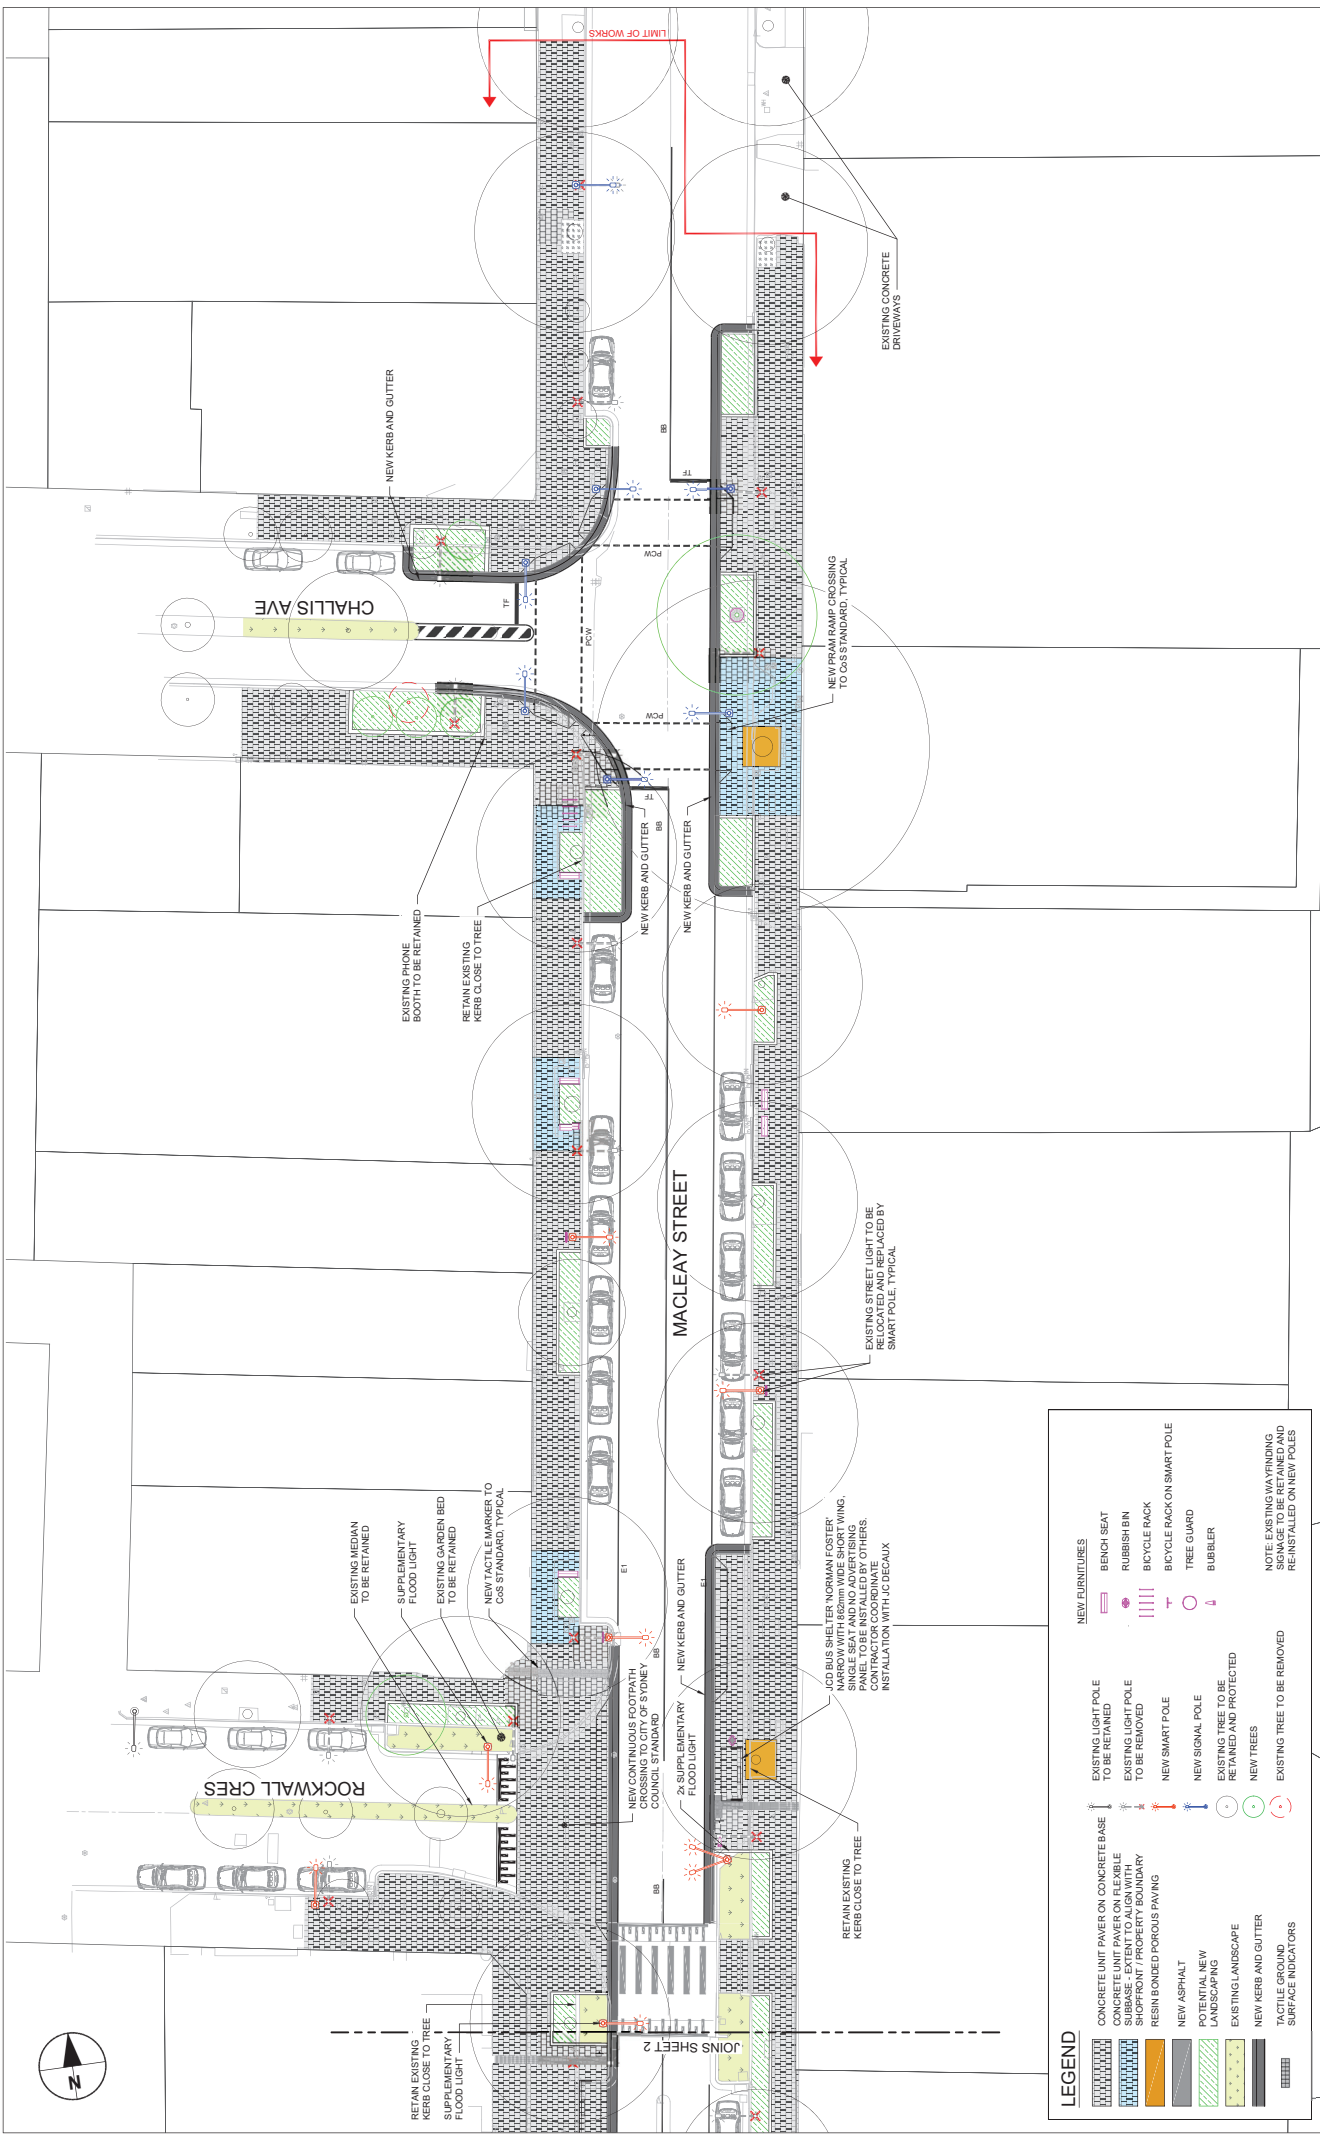 LIMIT OF WORKS
EXISTING CONCRETE
DRIVEWAYS
NEW KERB AND GUTTER
BB
TF
CHALLIS AVE
TF
PCW
PCW
PCW
NEW PRAM RAMP CROSSING
TO CoS STANDARD, TYPICAL
TF
BB
NEW KERB AND GUTTER
NEW KERB AND GUTTER
EXISTING PHONE
BOOTH TO BE RETAINED
RETAIN EXISTING
KERB CLOSE TO TREE
MACLEAY STREET
EXISTING STREET LIGHT TO BE
RELOCATED AND REPLACED BY
SMART POLE, TYPICAL
EXISTING MEDIAN
TO BE RETAINED
SUPPLEMENTARY
FLOOD LIGHT
EXISTING GARDEN BED
TO BE RETAINED
NEW TACTILE MARKER TO
CoS STANDARD, TYPICAL
E1
E1
BB
NEW CONTINUOUS FOOTPATH
CROSSING TO CITY OF SYDNEY
COUNCIL STANDARD
NEW KERB AND GUTTER
2x SUPPLEMENTARY
FLOOD LIGHT
JCD BUS SHELTER 'NORMAN FOSTER'
NARROW WITH 862mm WIDE SHORT WING,
SINGLE SEAT AND NO ADVERTISING
PANEL TO BE INSTALLED BY OTHERS.
CONTRACTOR COORDINATE
INSTALLATION WITH JC DECAUX
ROCKWALL CRES
BB
RETAIN EXISTING
KERB CLOSE TO TREE
RETAIN EXISTING
KERB CLOSE TO TREE
SUPPLEMENTARY
FLOOD LIGHT
JOINS SHEET 2
N
LEGEND
CONCRETE UNIT PAVER ON CONCRETE BASE
CONCRETE UNIT PAVER ON FLEXIBLE
SUBBASE - EXTENT TO ALIGN WITH
SHOPFRONT / PROPERTY BOUNDARY
RESIN BONDED POROUS PAVING
NEW ASPHALT
POTENTIAL NEW
LANDSCAPING
EXISTING LANDSCAPE
NEW KERB AND GUTTER
TACTILE GROUND
SURFACE INDICATORS
EXISTING LIGHT POLE
TO BE RETAINED
EXISTING LIGHT POLE
TO BE REMOVED
NEW SMART POLE
NEW SIGNAL POLE
EXISTING TREE TO BE
RETAINED AND PROTECTED
NEW TREES
EXISTING TREE TO BE REMOVED
NEW FURNITURES
BENCH SEAT
RUBBISH BIN
BICYCLE RACK
BICYCLE RACK ON SMART POLE
TREE GUARD
BUBBLER
NOTE: EXISTING WAYFINDING
SIGNAGE TO BE RETAINED AND
RE-INSTALLED ON NEW POLES